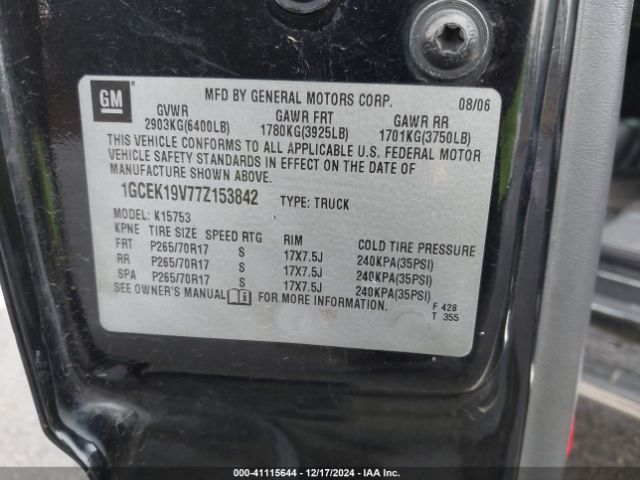 GM
MFD BY GENERAL MOTORS CORP. 08/06
GVWR GAWR FRT GAWR RR
2903KG(6400LB) 1780KG(3925LB) 1701KG(3750LB)
THIS VEHICLE CONFORMS TO ALL APPLICABLE U.S. FEDERAL MOTOR
VEHICLE SAFETY STANDARDS IN EFFECT ON THE DATE OF
MANUFACTURE SHOWN ABOVE.
1GCEK19V77Z153842 TYPE: TRUCK
MODEL: K15753
KPNE TIRE SIZE SPEED RTG RIM COLD TIRE PRESSURE
FRT P265/70R17 S 17X7.5J 240KPA(35PSI)
RR P265/70R17 S 17X7.5J 240KPA(35PSI)
SPA P265/70R17 S 17X7.5J 240KPA(35PSI)
SEE OWNER'S MANUAL FOR MORE INFORMATION.
F 428
T 355
000-41115644 - 12/17/2024 - IAA Inc.